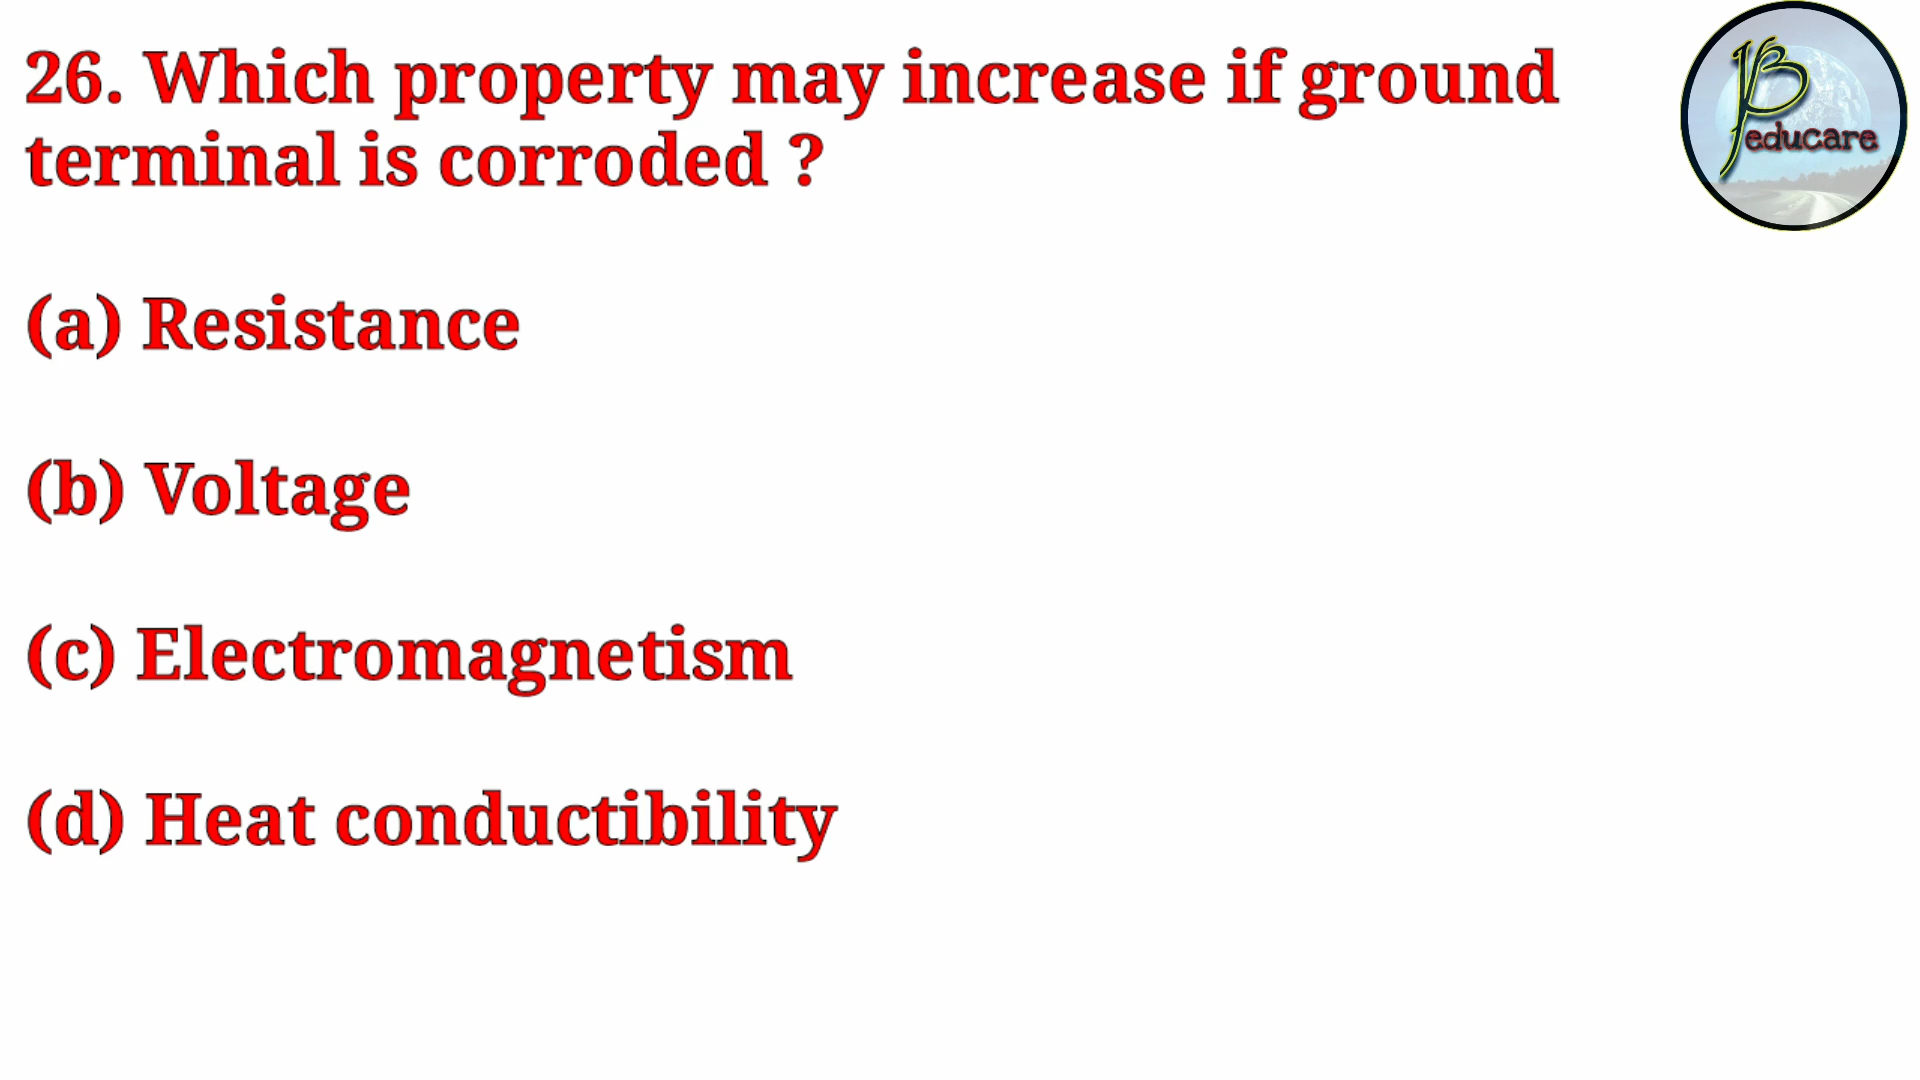 26. Which property may increase if ground
terminal is corroded ?
(a) Resistance
(b) Voltage
(c) Electromagnetism
(d) Heat conductibility
educare